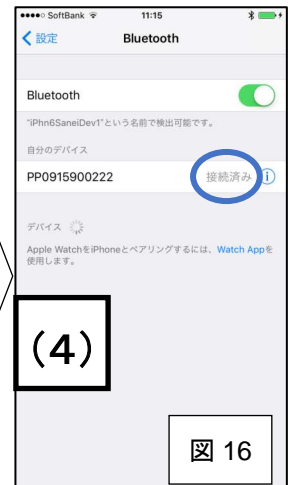 SoftBank 11:15
設定 Bluetooth
Bluetooth
"iPhn6SaneiDev1"という名前で検出可能です。
自分のデバイス
PP0915900222 接続済み i
デバイス
Apple WatchをiPhoneとペアリングするには、Watch Appを
使用します。
(4)
図 16